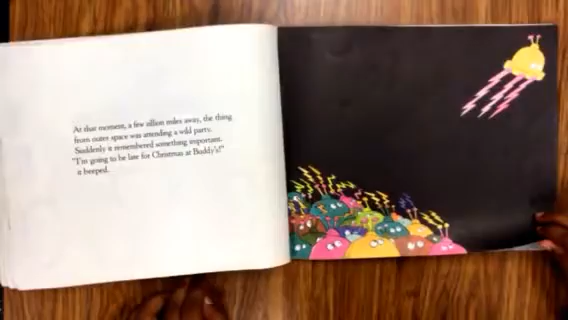 At that moment, a few zillion miles away, the thing
from outer space was attending a wild party.
Suddenly it remembered something important.
"I'm going to be late for Christmas at Buddy's!"
it beeped.